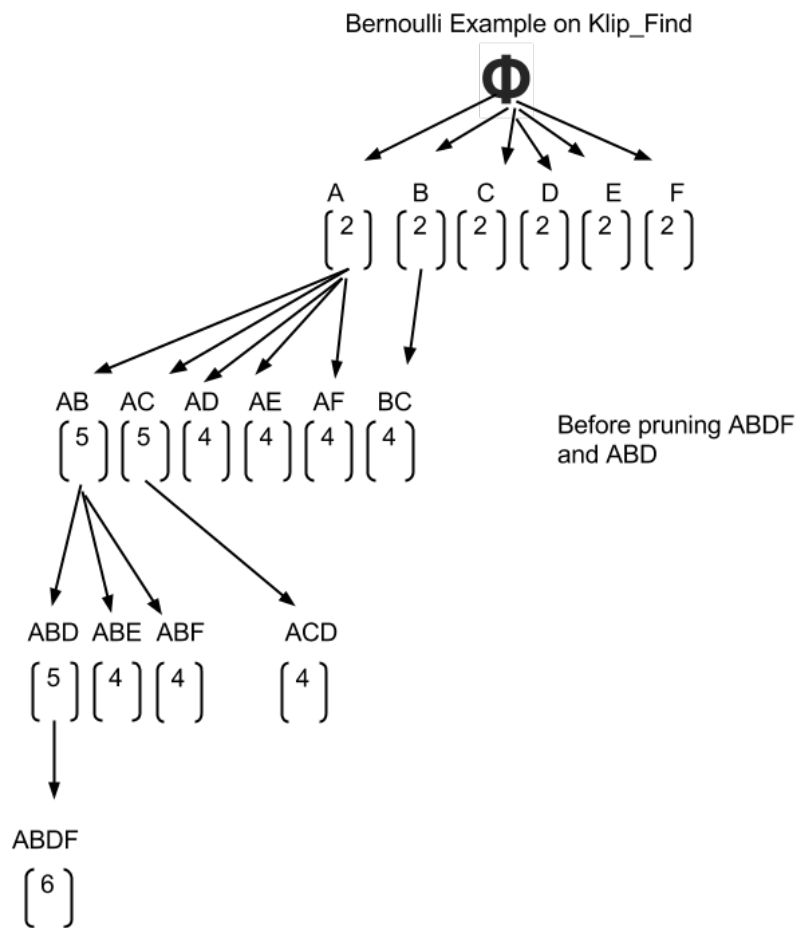 Bernoulli Example on Klip_Find
Φ
A B C D E F
2 2 2 2 2 2
AB AC AD AE AF BC
5 5 4 4 4 4
Before pruning ABDF
and ABD
ABD ABE ABF ACD
5 4 4 4
ABDF
6